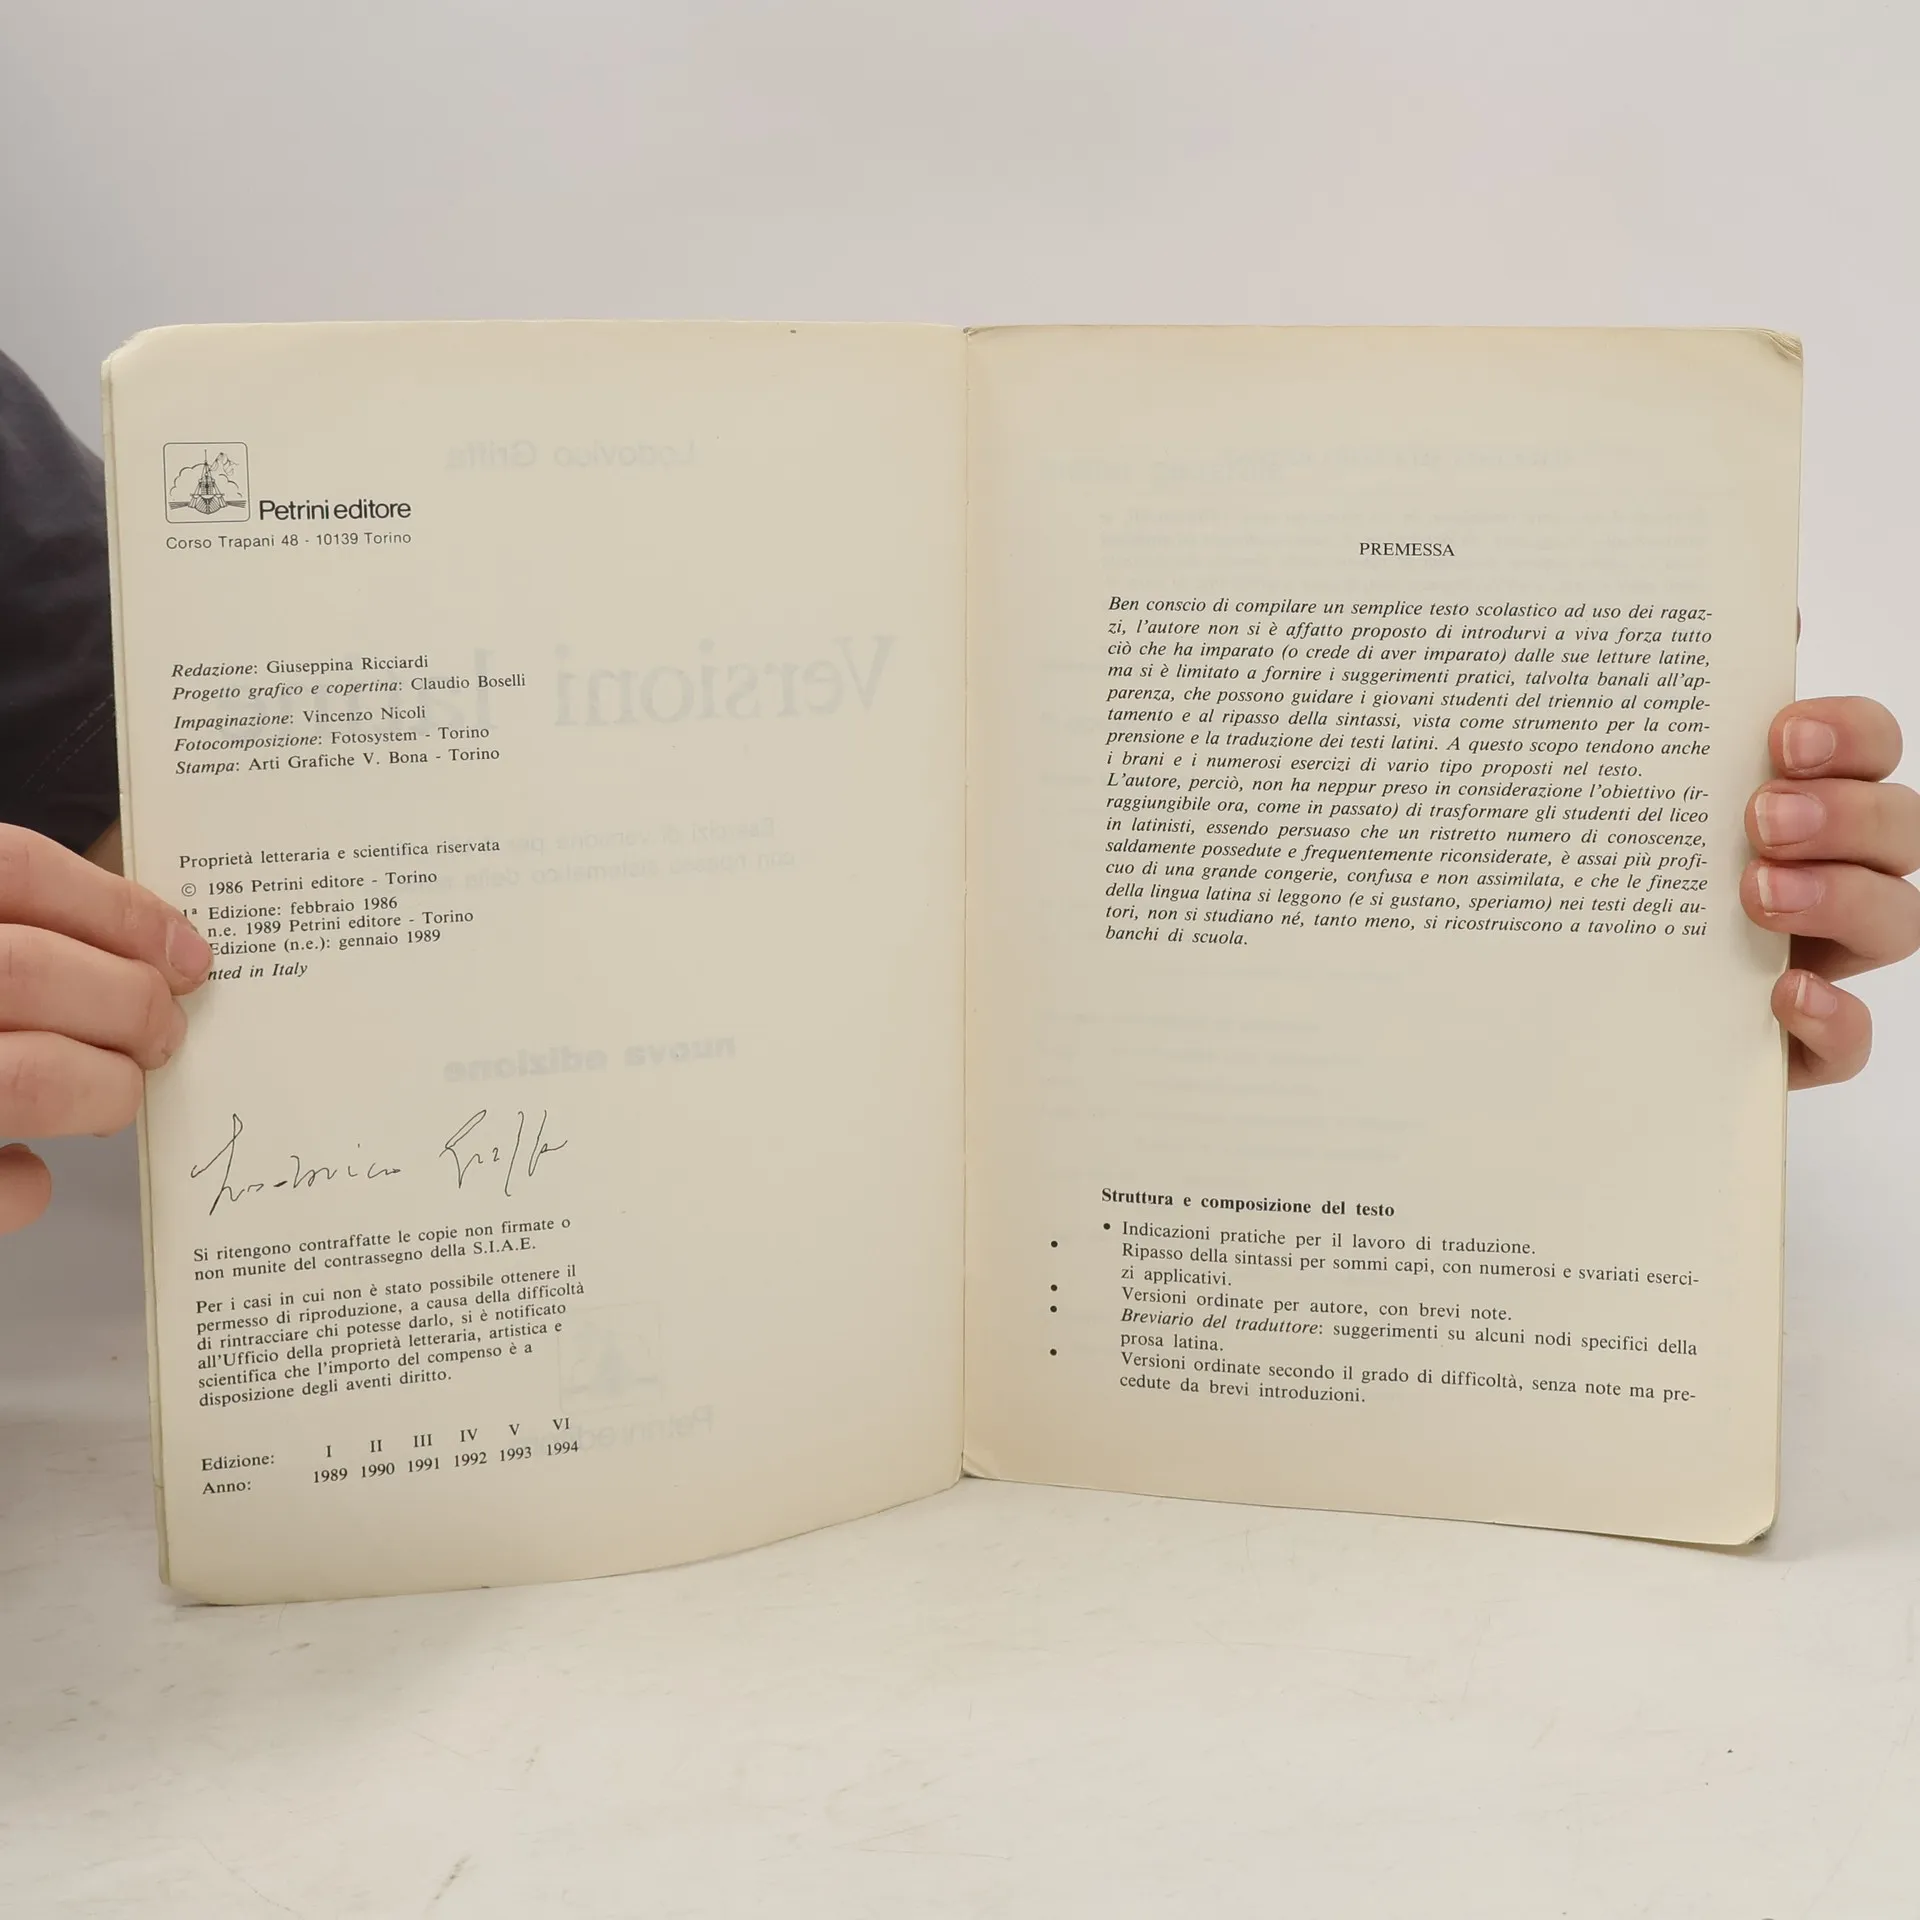 Petrini editore
Corso Trapani 48 - 10139 Torino
Redazione: Giuseppina Ricciardi
Progetto grafico e copertina: Claudio Boselli
Impaginazione: Vincenzo Nicoli
Fotocomposizione: Fotosystem - Torino
Stampa: Arti Grafiche V. Bona - Torino
Proprietà letteraria e scientifica riservata
© 1986 Petrini editore - Torino
1ª Edizione: febbraio 1986
n.e. 1989 Petrini editore - Torino
Edizione (n.e.): gennaio 1989
nted in Italy
Lodovico Griffa
Si ritengono contraffatte le copie non firmate o
non munite del contrassegno della S.I.A.E.
Per i casi in cui non è stato possibile ottenere il
permesso di riproduzione, a causa della difficoltà
di rintracciare chi potesse darlo, si è notificato
all'Ufficio della proprietà letteraria, artistica e
scientifica che l'importo del compenso è a
disposizione degli aventi diritto.
Edizione: I II III IV V VI
Anno: 1989 1990 1991 1992 1993 1994
PREMESSA
Ben conscio di compilare un semplice testo scolastico ad uso dei ragaz-
zi, l'autore non si è affatto proposto di introdurvi a viva forza tutto
ciò che ha imparato (o crede di aver imparato) dalle sue letture latine,
ma si è limitato a fornire i suggerimenti pratici, talvolta banali all'ap-
parenza, che possono guidare i giovani studenti del triennio al comple-
tamento e al ripasso della sintassi, vista come strumento per la com-
prensione e la traduzione dei testi latini. A questo scopo tendono anche
i brani e i numerosi esercizi di vario tipo proposti nel testo.
L'autore, perciò, non ha neppur preso in considerazione l'obiettivo (ir-
raggiungibile ora, come in passato) di trasformare gli studenti del liceo
in latinisti, essendo persuaso che un ristretto numero di conoscenze,
saldamente possedute e frequentemente riconsiderate, è assai più profi-
cuo di una grande congerie, confusa e non assimilata, e che le finezze
della lingua latina si leggono (e si gustano, speriamo) nei testi degli au-
tori, non si studiano né, tanto meno, si ricostruiscono a tavolino o sui
banchi di scuola.
Struttura e composizione del testo
• Indicazioni pratiche per il lavoro di traduzione.
• Ripasso della sintassi per sommi capi, con numerosi e svariati eserci-
zi applicativi.
• Versioni ordinate per autore, con brevi note.
• Breviario del traduttore: suggerimenti su alcuni nodi specifici della
prosa latina.
• Versioni ordinate secondo il grado di difficoltà, senza note ma pre-
cedute da brevi introduzioni.